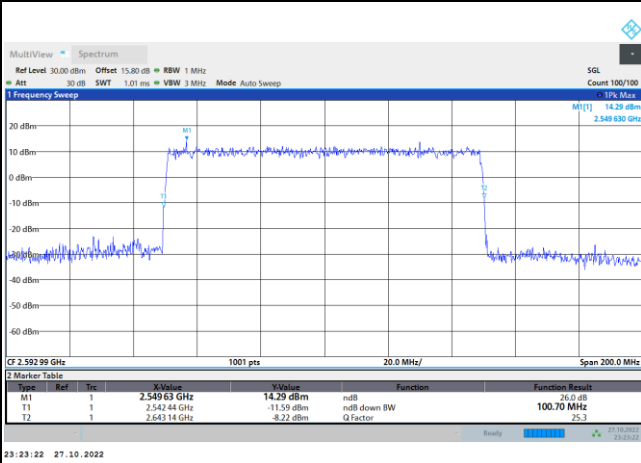 MultiView Spectrum
Ref Level 30.00 dBm Offset 15.80 dB RBW 1 MHz SGL
Att 30 dB SWT 1.01 ms VBW 3 MHz Mode Auto Sweep Count 100/100
1 Frequency Sweep 1Pk Max
M1[1] 14.29 dBm
2.549 630 GHz
20 dBm
M1
10 dBm
0 dBm
T1 T2
-10 dBm
-20 dBm
-30 dBm
-40 dBm
-50 dBm
-60 dBm
CF 2.592 99 GHz 1001 pts 20.0 MHz/ Span 200.0 MHz
2 Marker Table
Type Ref Trc X-Value Y-Value Function Function Result
M1 1 2.549 63 GHz 14.29 dBm ndB 26.0 dB
T1 1 2.542 44 GHz -11.59 dBm ndB down BW 100.70 MHz
T2 1 2.643 14 GHz -8.22 dBm Q Factor 25.3
Ready 27.10.2022
23:23:22
23:23:22 27.10.2022